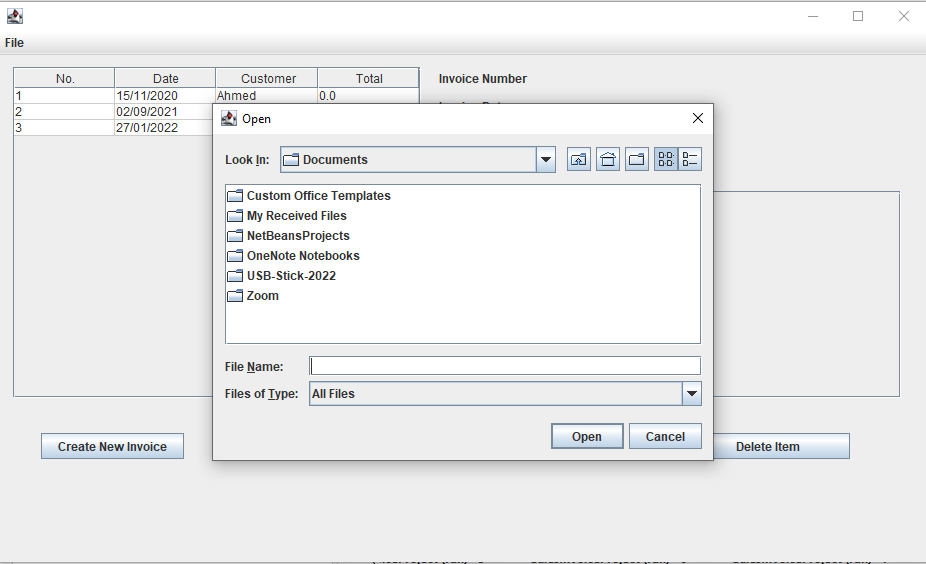 File
No. Date Customer Total
1 15/11/2020 Ahmed 0.0
2 02/09/2021
3 27/01/2022
Invoice Number
Open
Look In: Documents
Custom Office Templates
My Received Files
NetBeansProjects
OneNote Notebooks
USB-Stick-2022
Zoom
File Name:
Files of Type: All Files
Open Cancel
Create New Invoice
Delete Item